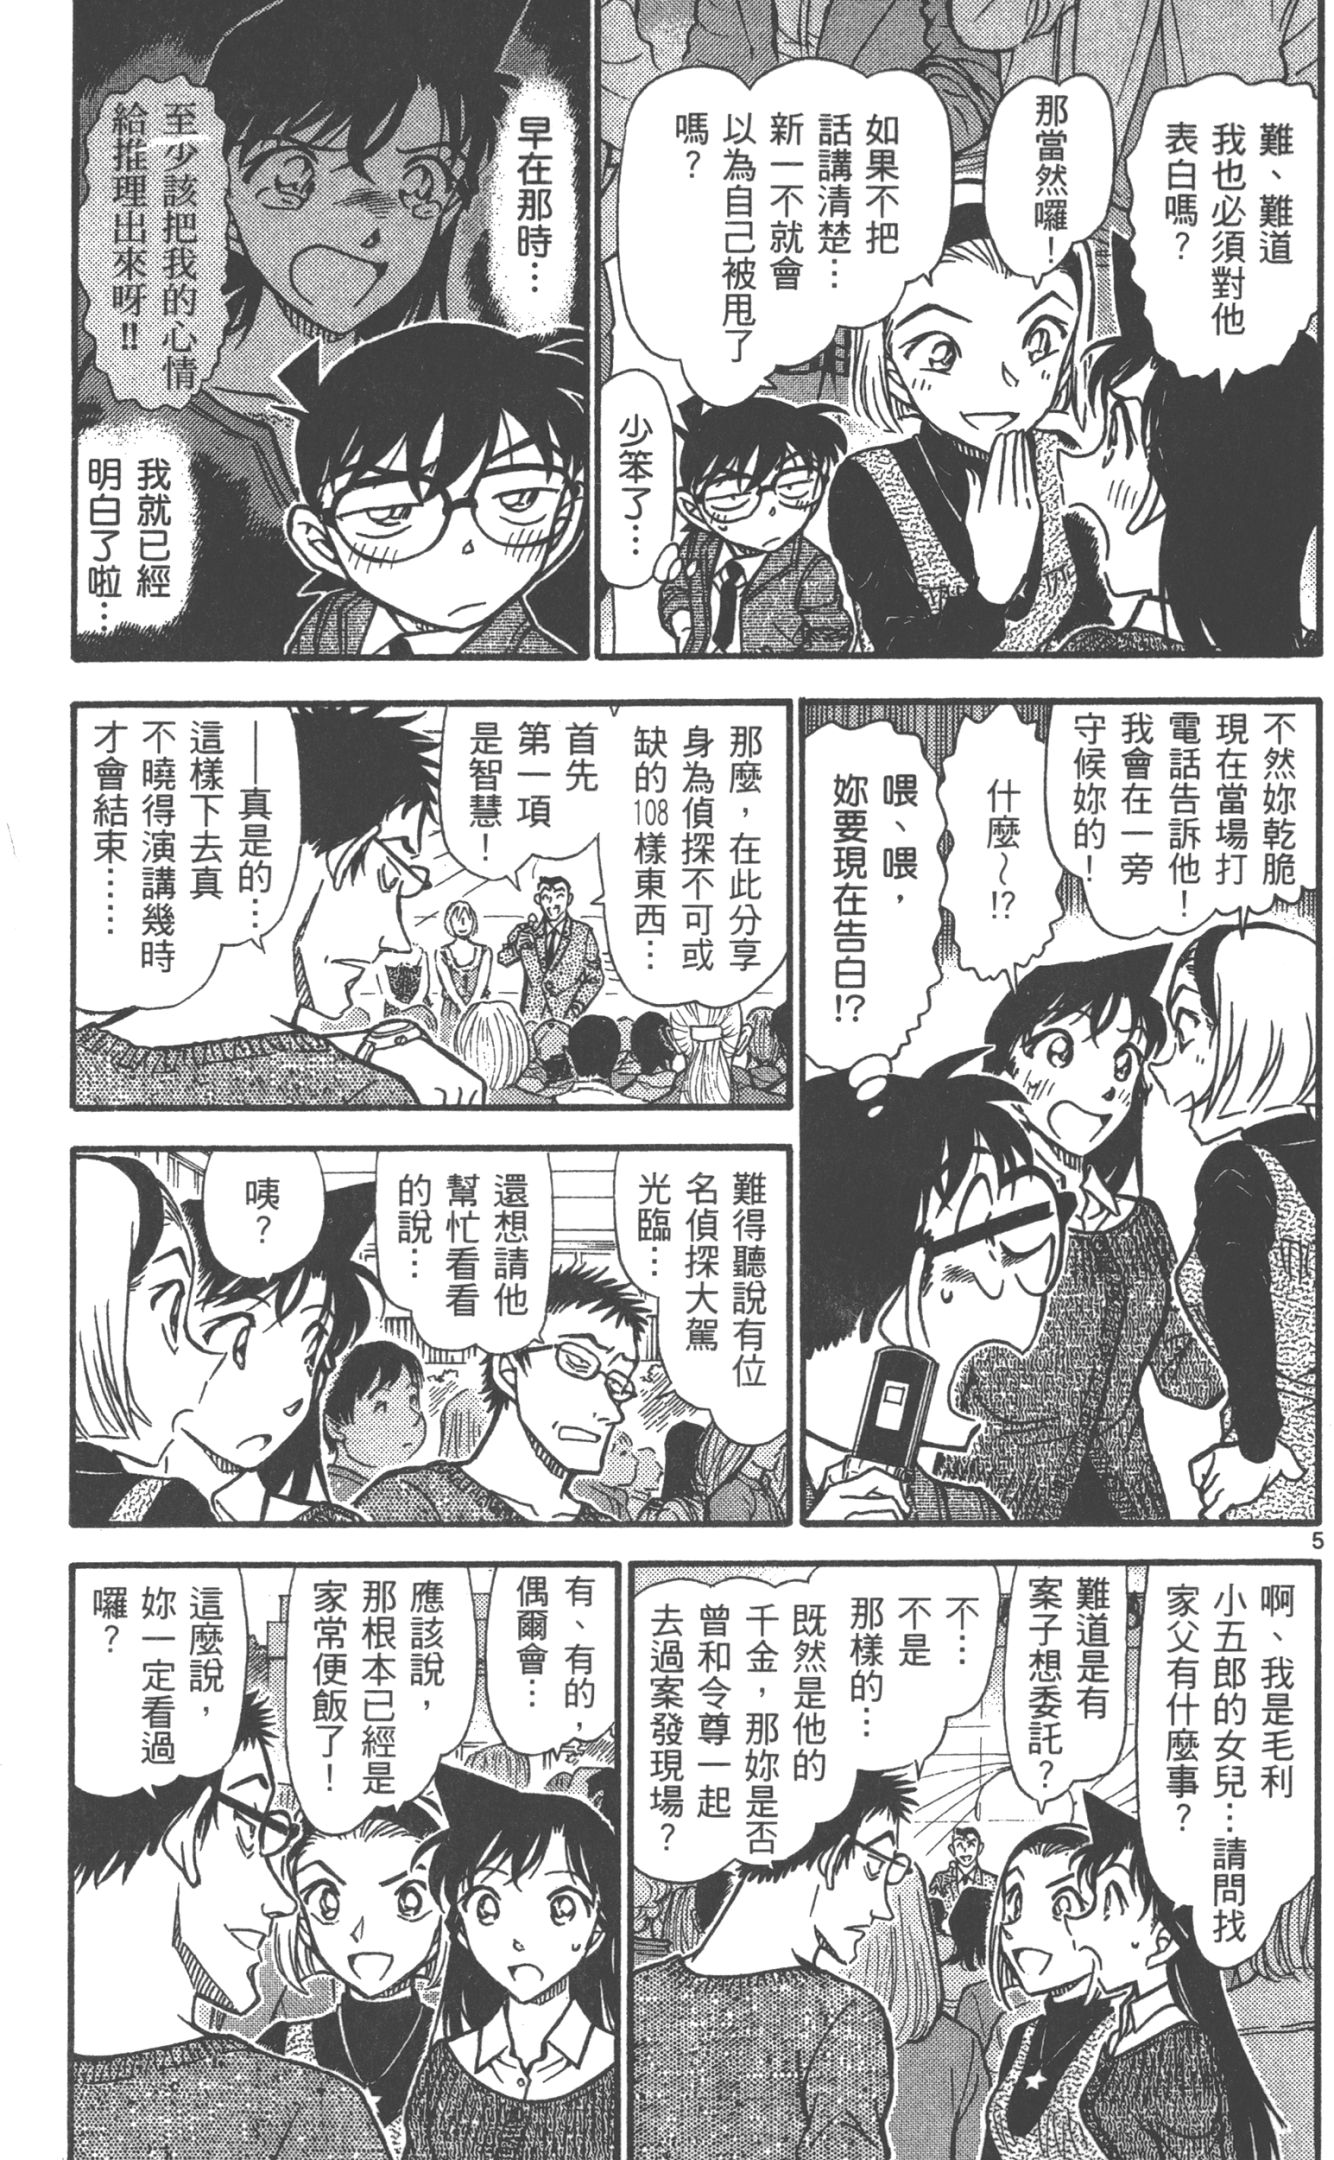 難、難道
我也必須對他
表白嗎？
那當然囉！
如果不把
話講清楚…
新一不就會
以為自己被甩了
嗎？
少笨了…
早在那時…
至少該把我的心情
給推理出來呀!!
我就已經
明白了啦…
不然妳乾脆
現在當場打
電話告訴他！
我會在一旁
守候妳的！
什麼～!?
喂、喂，
妳要現在告白!?
那麼，在此分享
身為偵探不可或
缺的108樣東西…
首先
第一項
是智慧！
——真是的…
這樣下去真
不曉得演講幾時
才會結束……
難得聽說有位
名偵探大駕
光臨…
還想請他
幫忙看看
的說…
咦？
5
啊、我是毛利
小五郎的女兒…請問找
家父有什麼事？
難道是有
案子想委託？
不…
不是
那樣的…
既然是他的
千金，那妳是否
曾和令尊一起
去過案發現場？
有、有的，
偶爾會…
應該說，
那根本已經是
家常便飯了！
這麼說，
妳一定看過
囉？